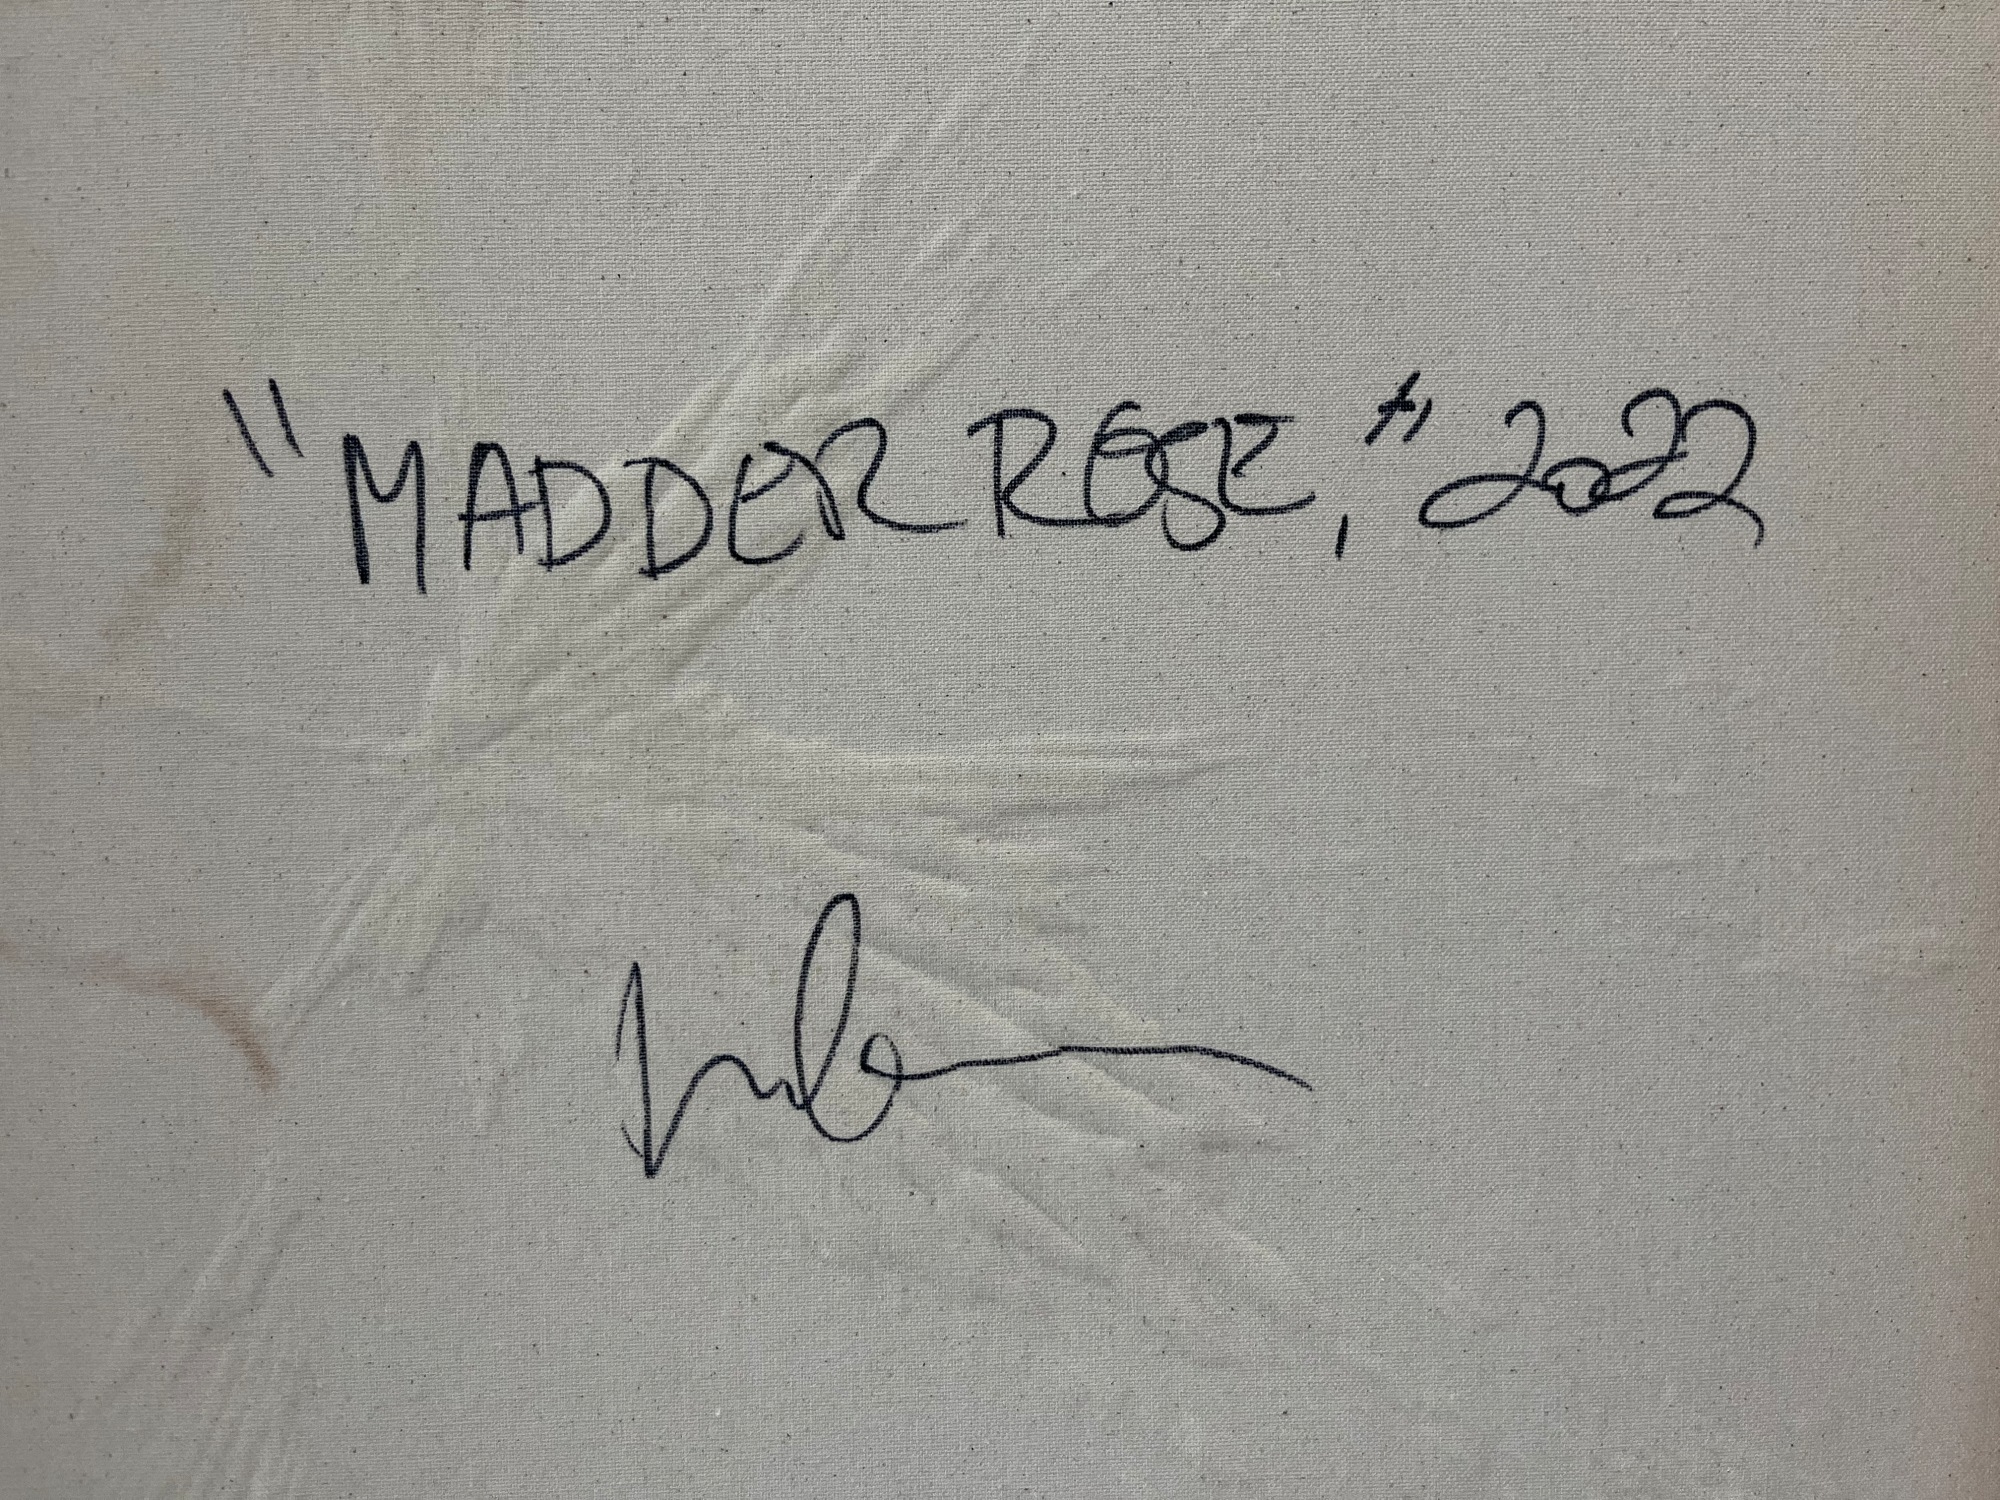 "MADDER ROSE," 2022